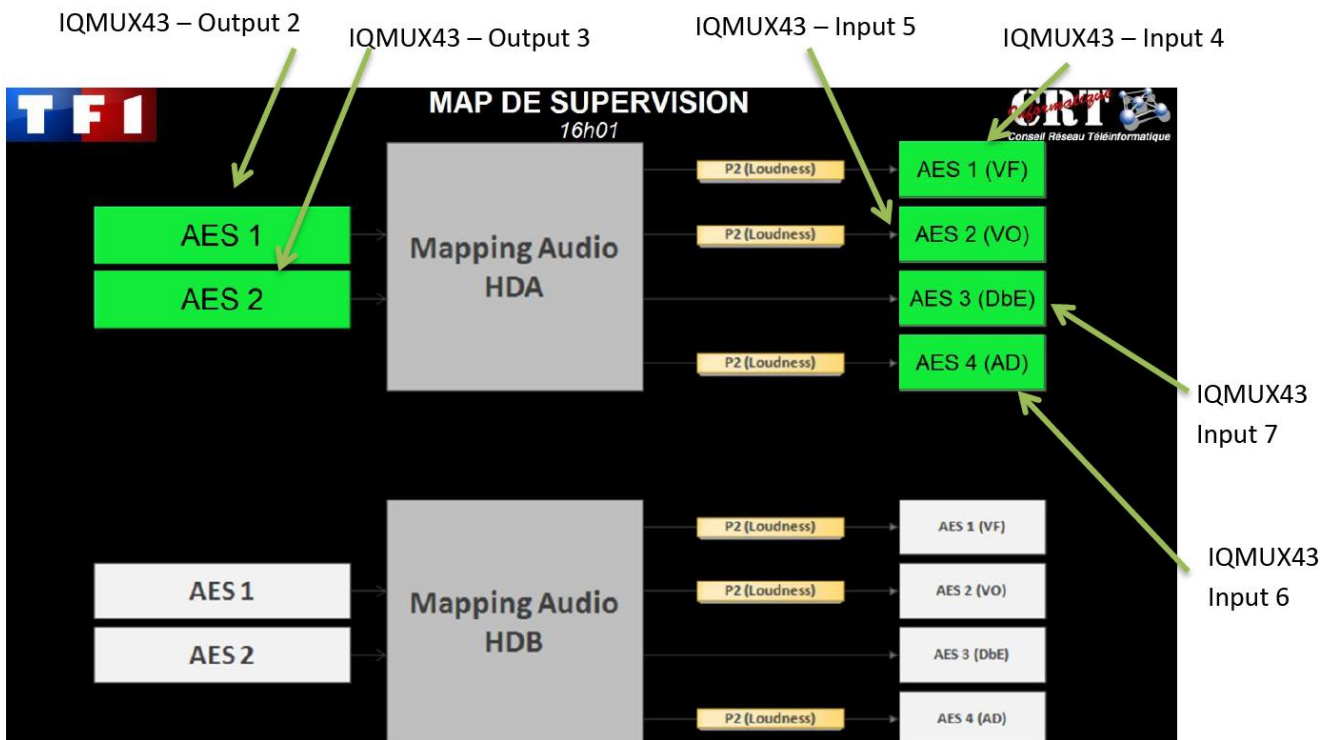 IQMUX43 – Output 2
IQMUX43 – Output 3
IQMUX43 – Input 5
IQMUX43 – Input 4
TF1
MAP DE SUPERVISION
16h01
Informatique
CRT
Conseil Réseau Téléinformatique
AES 1
AES 2
Mapping Audio
HDA
P2 (Loudness)
AES 1 (VF)
P2 (Loudness)
AES 2 (VO)
AES 3 (DbE)
P2 (Loudness)
AES 4 (AD)
IQMUX43
Input 7
IQMUX43
Input 6
AES 1
AES 2
Mapping Audio
HDB
P2 (Loudness)
AES 1 (VF)
P2 (Loudness)
AES 2 (VO)
AES 3 (DbE)
P2 (Loudness)
AES 4 (AD)